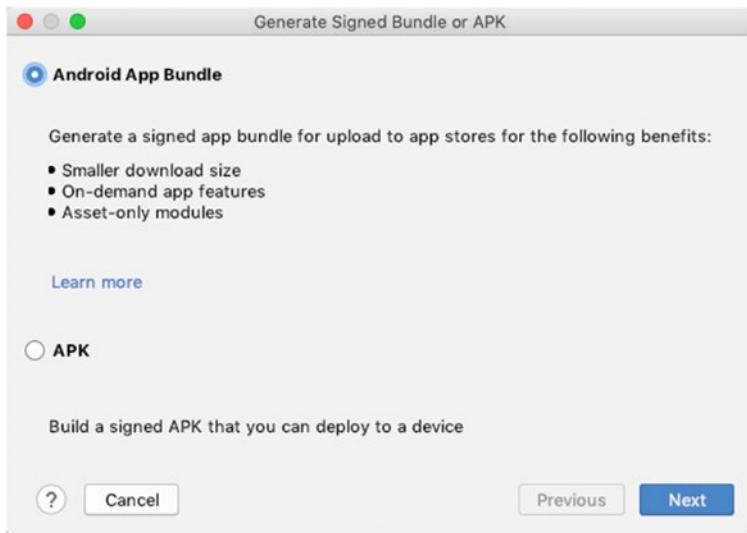 Generate Signed Bundle or APK
Android App Bundle
Generate a signed app bundle for upload to app stores for the following benefits:
• Smaller download size
• On-demand app features
• Asset-only modules
Learn more
APK
Build a signed APK that you can deploy to a device
? Cancel Previous Next